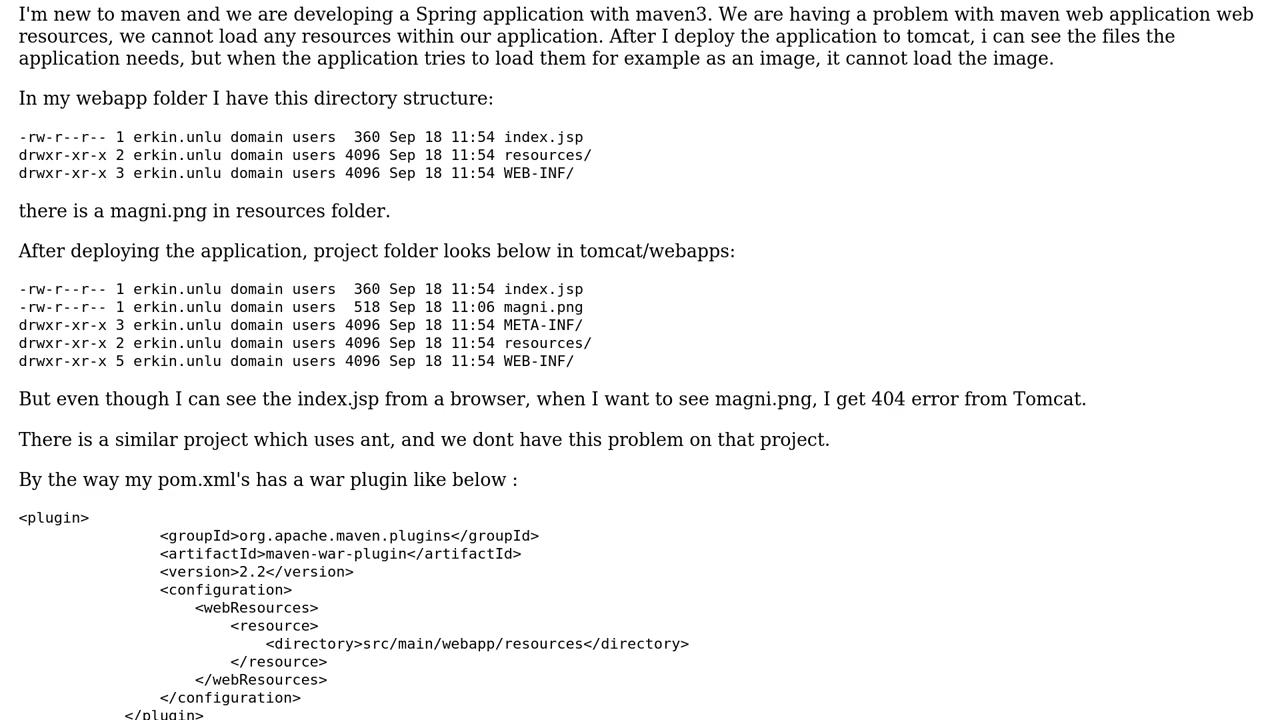 I'm new to maven and we are developing a Spring application with maven3. We are having a problem with maven web application web
resources, we cannot load any resources within our application. After I deploy the application to tomcat, i can see the files the
application needs, but when the application tries to load them for example as an image, it cannot load the image.
In my webapp folder I have this directory structure:
-rw-r--r-- 1 erkin.unlu domain users  360 Sep 18 11:54 index.jsp
drwxr-xr-x 2 erkin.unlu domain users 4096 Sep 18 11:54 resources/
drwxr-xr-x 3 erkin.unlu domain users 4096 Sep 18 11:54 WEB-INF/
there is a magni.png in resources folder.
After deploying the application, project folder looks below in tomcat/webapps:
-rw-r--r-- 1 erkin.unlu domain users  360 Sep 18 11:54 index.jsp
-rw-r--r-- 1 erkin.unlu domain users  518 Sep 18 11:06 magni.png
drwxr-xr-x 3 erkin.unlu domain users 4096 Sep 18 11:54 META-INF/
drwxr-xr-x 2 erkin.unlu domain users 4096 Sep 18 11:54 resources/
drwxr-xr-x 5 erkin.unlu domain users 4096 Sep 18 11:54 WEB-INF/
But even though I can see the index.jsp from a browser, when I want to see magni.png, I get 404 error from Tomcat.
There is a similar project which uses ant, and we dont have this problem on that project.
By the way my pom.xml's has a war plugin like below :
<plugin>
                <groupId>org.apache.maven.plugins</groupId>
                <artifactId>maven-war-plugin</artifactId>
                <version>2.2</version>
                <configuration>
                    <webResources>
                        <resource>
                            <directory>src/main/webapp/resources</directory>
                        </resource>
                    </webResources>
                </configuration>
            </plugin>